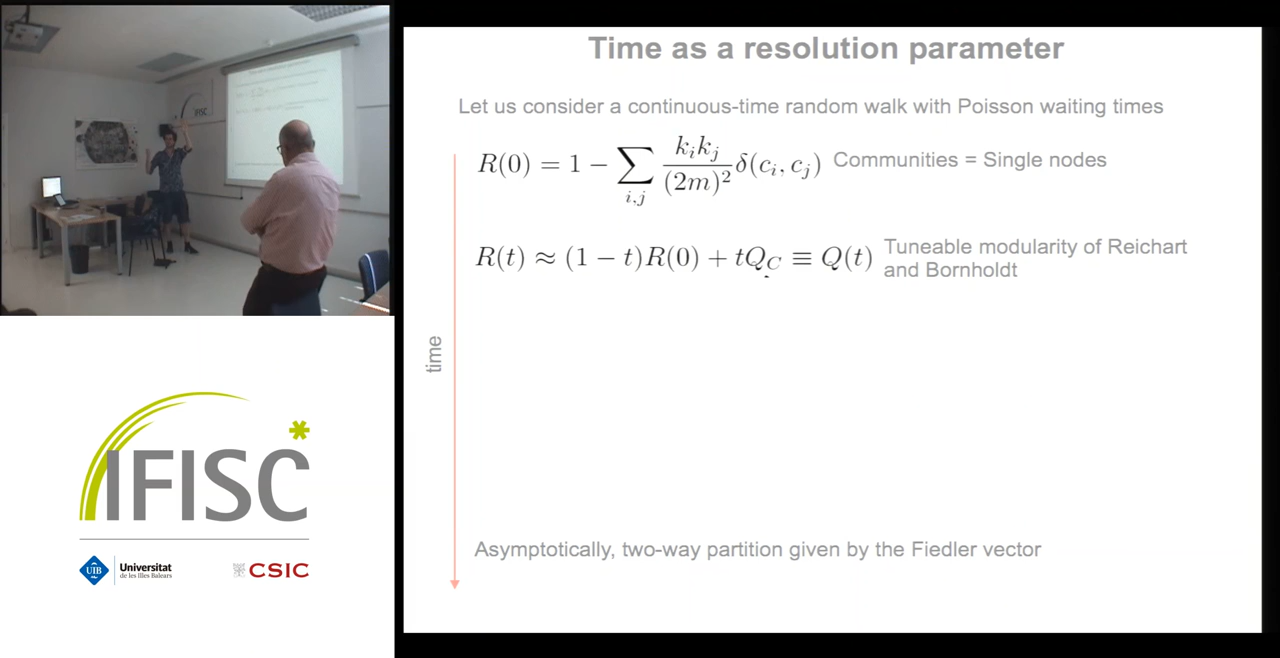 Time as a resolution parameter
Let us consider a continuous-time random walk with Poisson waiting times
R(0) = 1 − ∑_{i,j} \frac{k_i k_j}{(2m)^2} δ(c_i, c_j)
Communities = Single nodes
R(t) ≈ (1 − t)R(0) + tQ_C ≡ Q(t)
Tuneable modularity of Reichart
and Bornholdt
time
Asymptotically, two-way partition given by the Fiedler vector
IFISC
UIB
Universitat
de les Illes Balears
CSIC